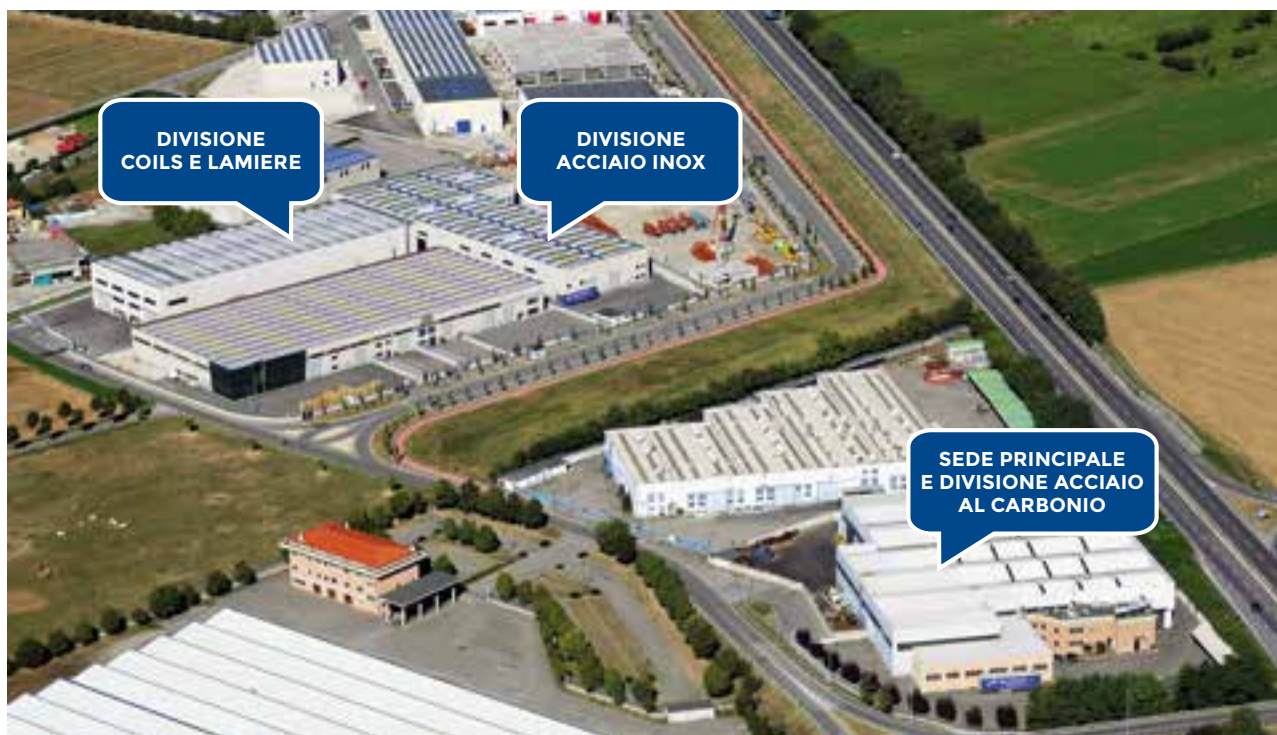 DIVISIONE
COILS E LAMIERE
DIVISIONE
ACCIAIO INOX
SEDE PRINCIPALE
E DIVISIONE ACCIAIO
AL CARBONIO